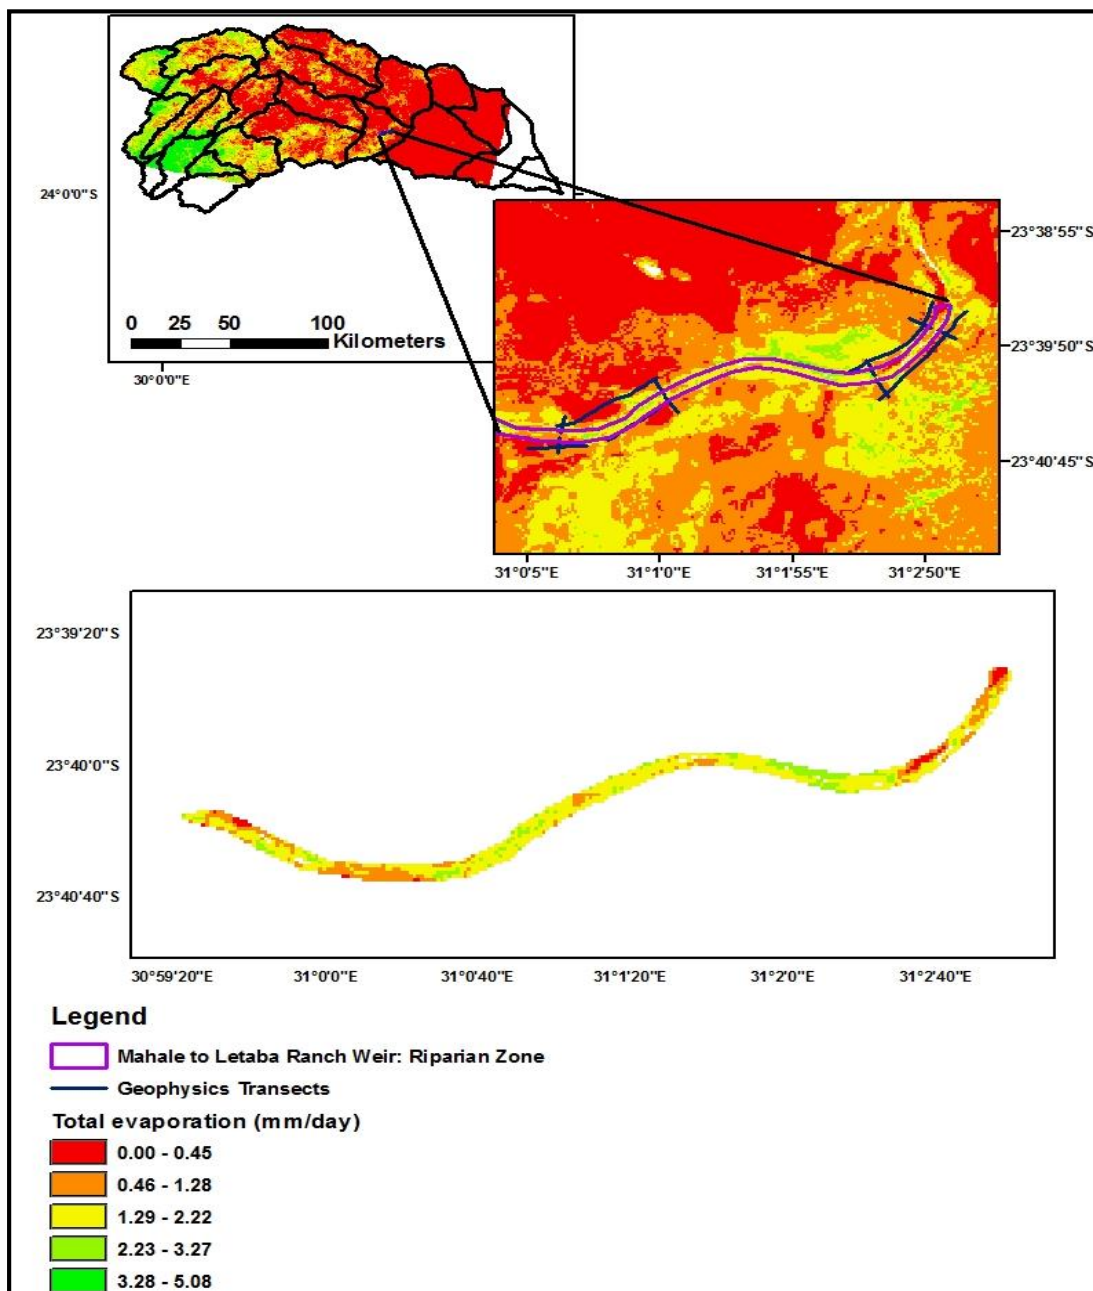 24°0'0"S
0 25 50 100
Kilometers
30°0'0"E
23°38'55"S
23°39'50"S
23°40'45"S
31°0'5"E 31°1'0"E 31°1'55"E 31°2'50"E
23°39'20"S
23°40'0"S
23°40'40"S
30°59'20"E 31°0'0"E 31°0'40"E 31°1'20"E 31°2'0"E 31°2'40"E
Legend
Mahale to Letaba Ranch Weir: Riparian Zone
Geophysics Transects
Total evaporation (mm/day)
0.00 - 0.45
0.46 - 1.28
1.29 - 2.22
2.23 - 3.27
3.28 - 5.08